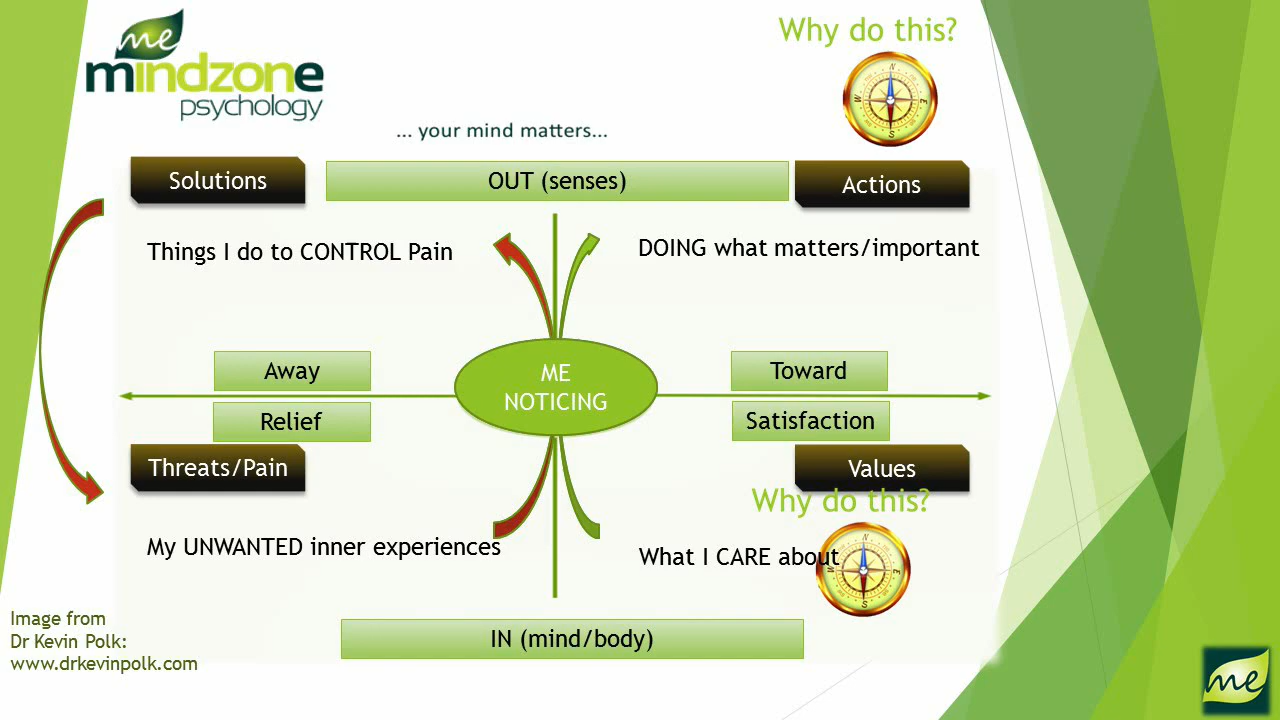 Why do this?
me
mindzone
psychology
... your mind matters...
N
W
E
S
Solutions
OUT (senses)
Actions
Things I do to CONTROL Pain
DOING what matters/important
Away
Toward
ME
NOTICING
Relief
Satisfaction
Threats/Pain
Values
Why do this?
My UNWANTED inner experiences
What I CARE about
N
W
E
S
Image from
Dr Kevin Polk:
www.drkevinpolk.com
IN (mind/body)
me